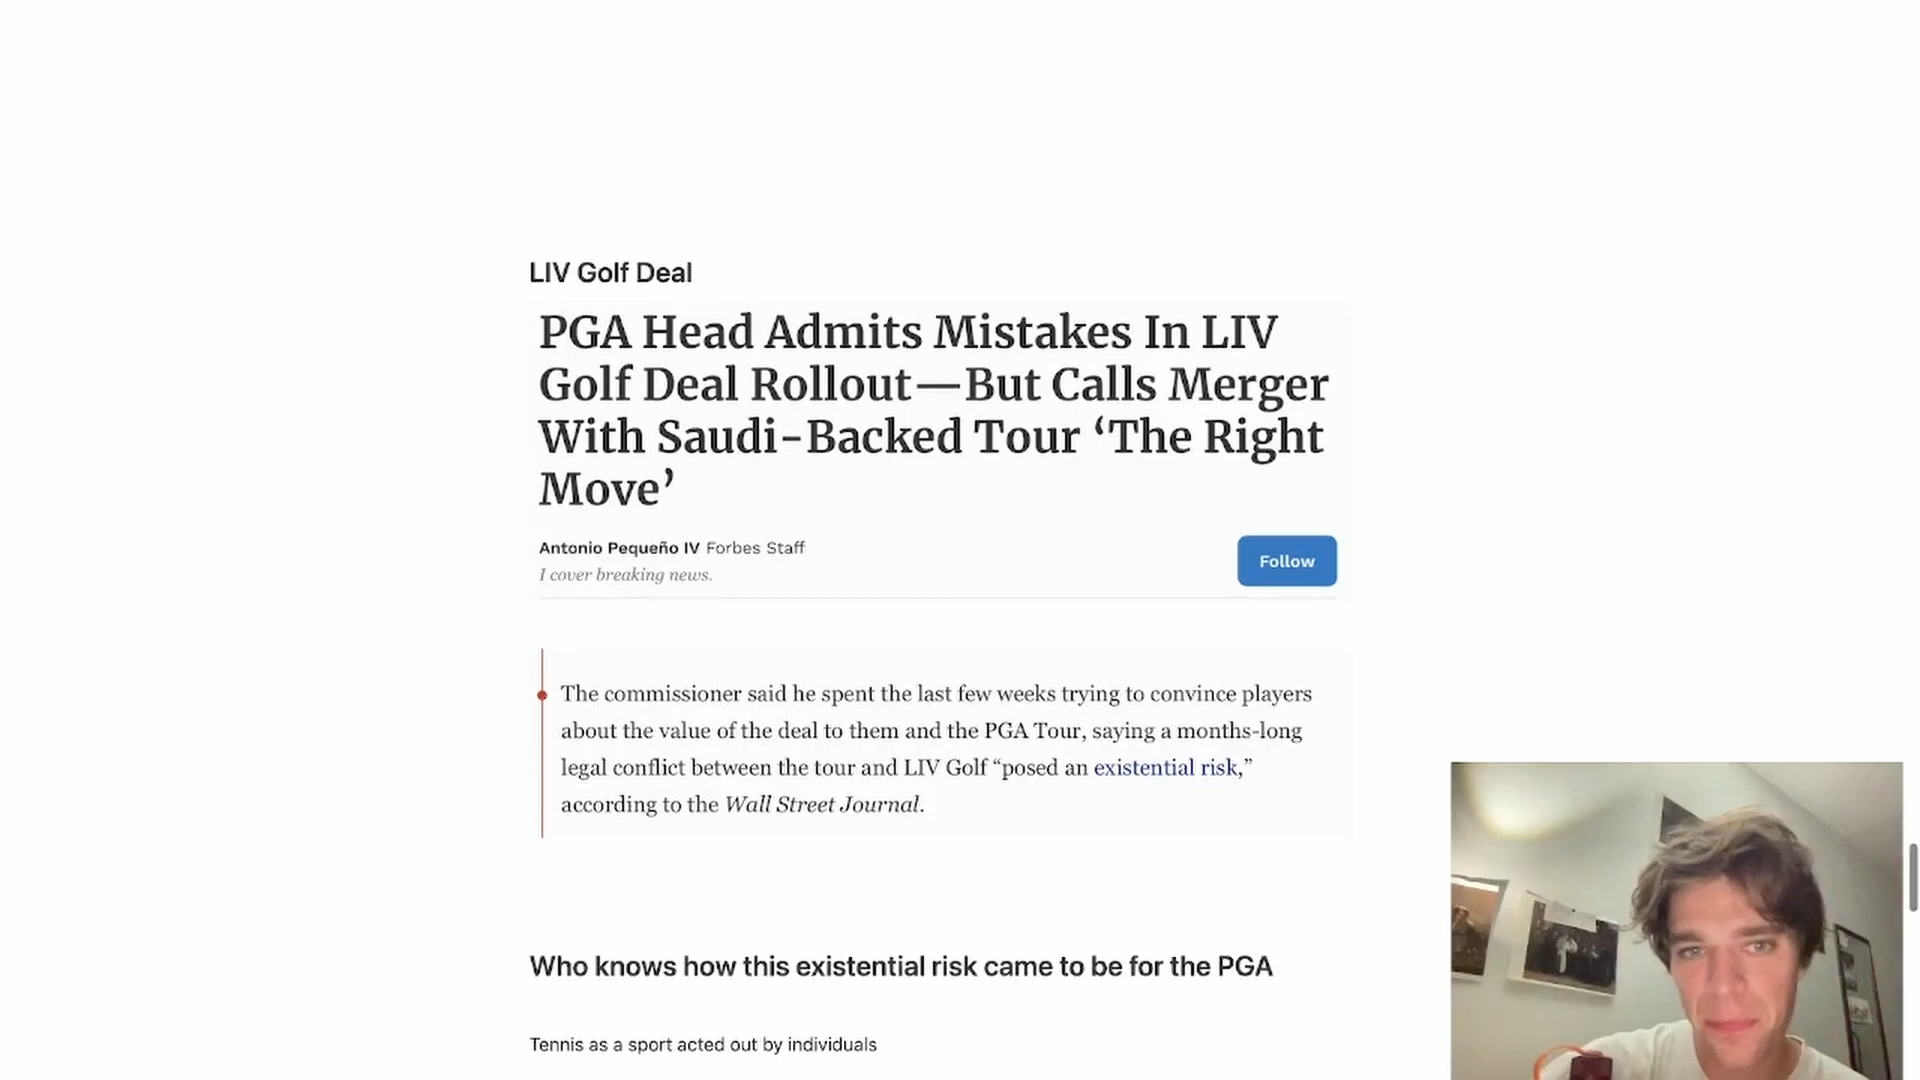 LIV Golf Deal
PGA Head Admits Mistakes In LIV
Golf Deal Rollout—But Calls Merger
With Saudi-Backed Tour ‘The Right
Move’
Antonio Pequeño IV Forbes Staff
I cover breaking news.
Follow
The commissioner said he spent the last few weeks trying to convince players
about the value of the deal to them and the PGA Tour, saying a months-long
legal conflict between the tour and LIV Golf “posed an existential risk,”
according to the Wall Street Journal.
Who knows how this existential risk came to be for the PGA
Tennis as a sport acted out by individuals